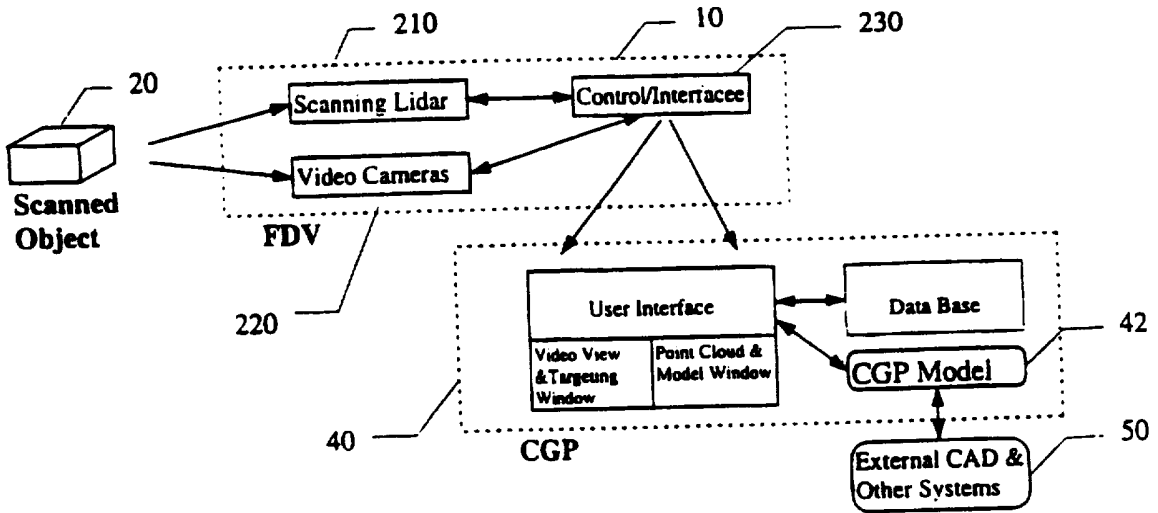 210
10
230
20
Scanning Lidar
Control/Interfacee
Video Cameras
Scanned
Object
FDV
220
User Interface
Data Base
42
Video View
&Targeting
Window
Point Cloud &
Model Window
CGP Model
40
CGP
50
External CAD &
Other Systems